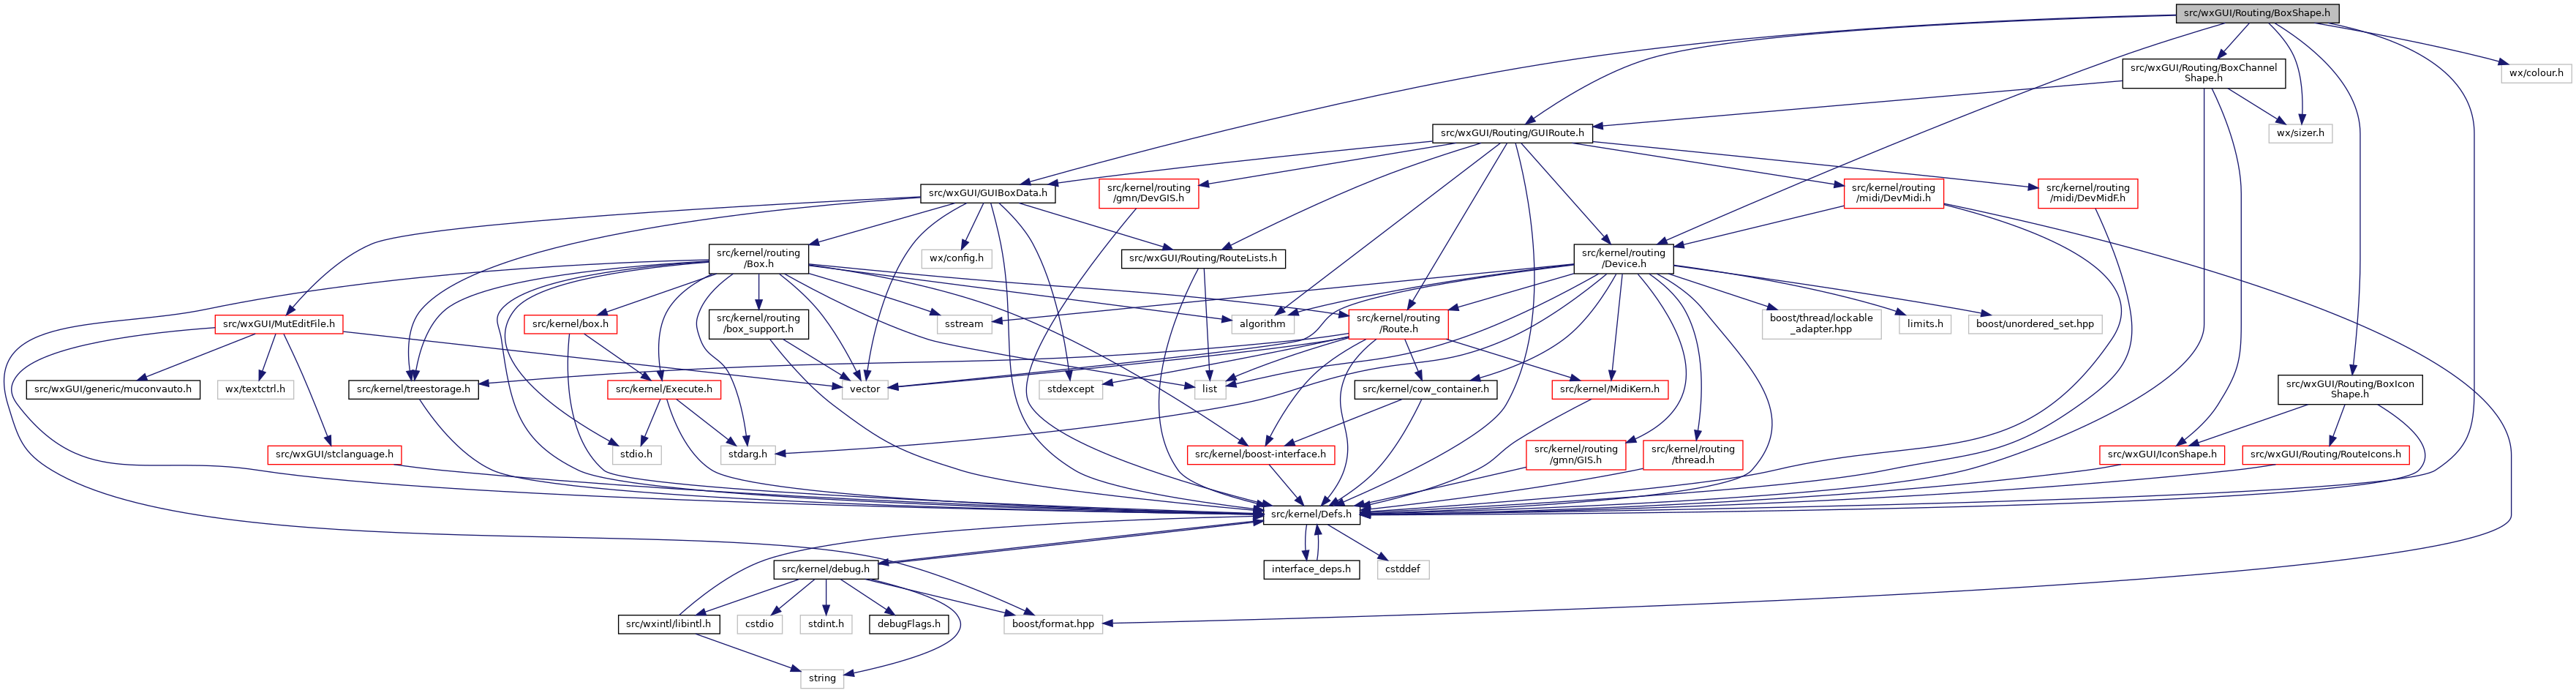 src/wxGUI/Routing/BoxShape.h
src/wxGUI/Routing/BoxChannel
Shape.h
wx/colour.h
src/wxGUI/Routing/GUIRoute.h
wx/sizer.h
src/wxGUI/GUIBoxData.h
src/kernel/routing
/gmn/DevGIS.h
src/kernel/routing
/midi/DevMidi.h
src/kernel/routing
/midi/DevMidF.h
src/kernel/routing
/Box.h
wx/config.h
src/wxGUI/Routing/RouteLists.h
src/kernel/routing
/Device.h
src/wxGUI/MutEditFile.h
src/kernel/box.h
src/kernel/routing
/box_support.h
sstream
algorithm
src/kernel/routing
/Route.h
boost/thread/lockable
_adapter.hpp
limits.h
boost/unordered_set.hpp
src/wxGUI/generic/muconvauto.h
wx/textctrl.h
src/kernel/treestorage.h
src/kernel/Execute.h
vector
stdexcept
list
src/kernel/cow_container.h
src/kernel/MidiKern.h
src/wxGUI/Routing/BoxIcon
Shape.h
src/wxGUI/stclanguage.h
stdio.h
stdarg.h
src/kernel/boost-interface.h
src/kernel/routing
/gmn/GIS.h
src/kernel/routing
/thread.h
src/wxGUI/IconShape.h
src/wxGUI/Routing/RouteIcons.h
src/kernel/Defs.h
src/kernel/debug.h
interface_deps.h
cstddef
src/wxintl/libintl.h
cstdio
stdint.h
debugFlags.h
boost/format.hpp
string